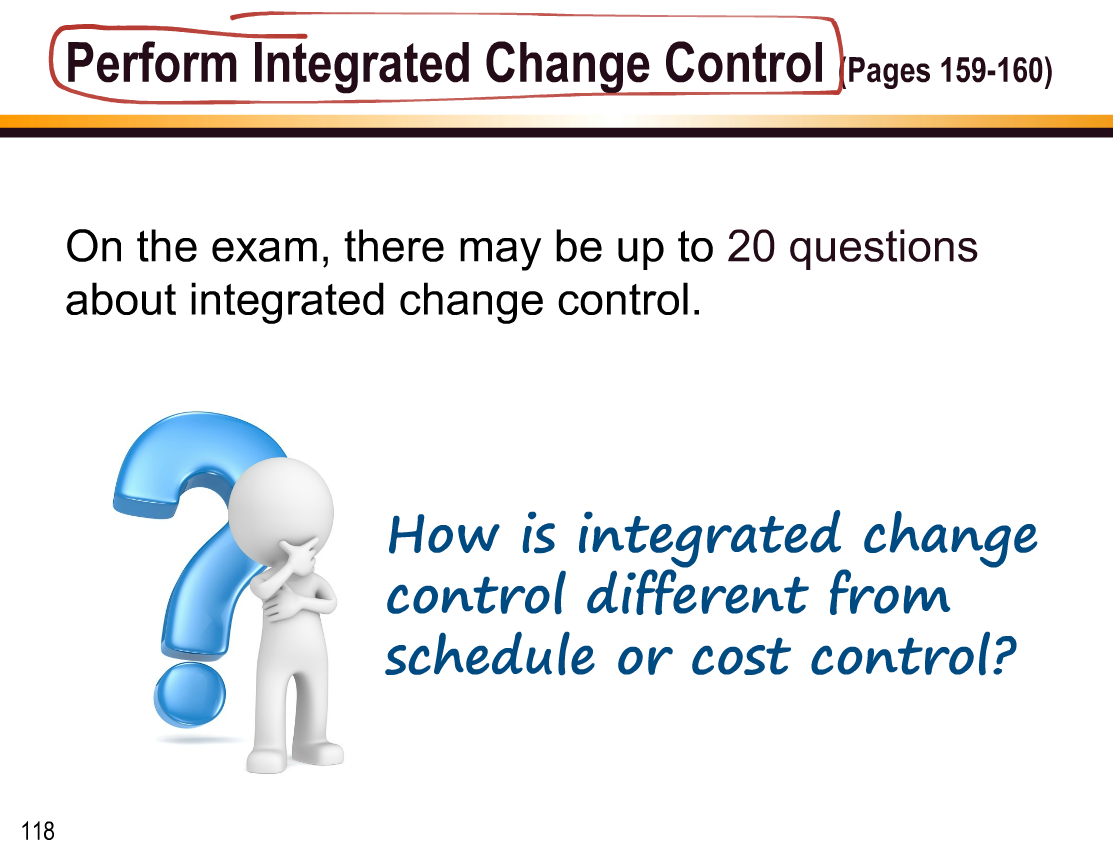 Perform Integrated Change Control (Pages 159-160)
On the exam, there may be up to 20 questions
about integrated change control.
How is integrated change
control different from
schedule or cost control?
118